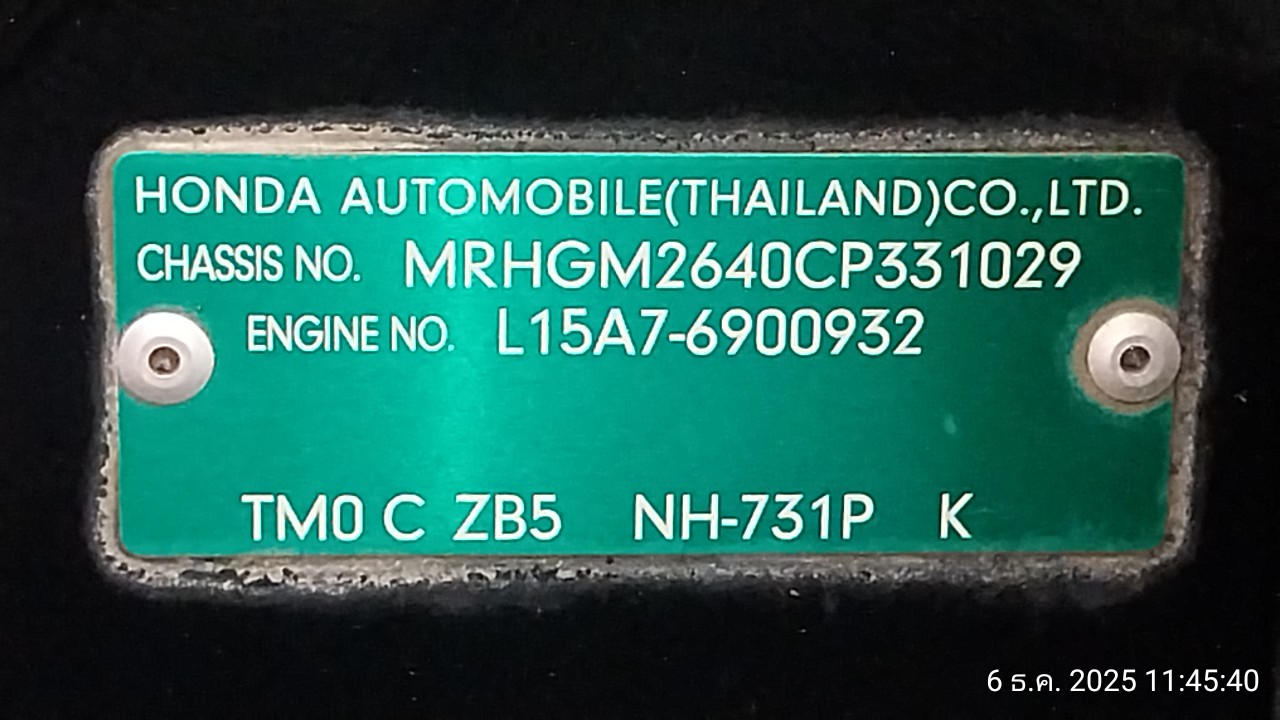 HONDA AUTOMOBILE(THAILAND)CO.,LTD.
CHASSIS NO. MRHGM2640CP331029
ENGINE NO. L15A7-6900932
TM0 C ZB5 NH-731P K
6 ธ.ค. 2025 11:45:40